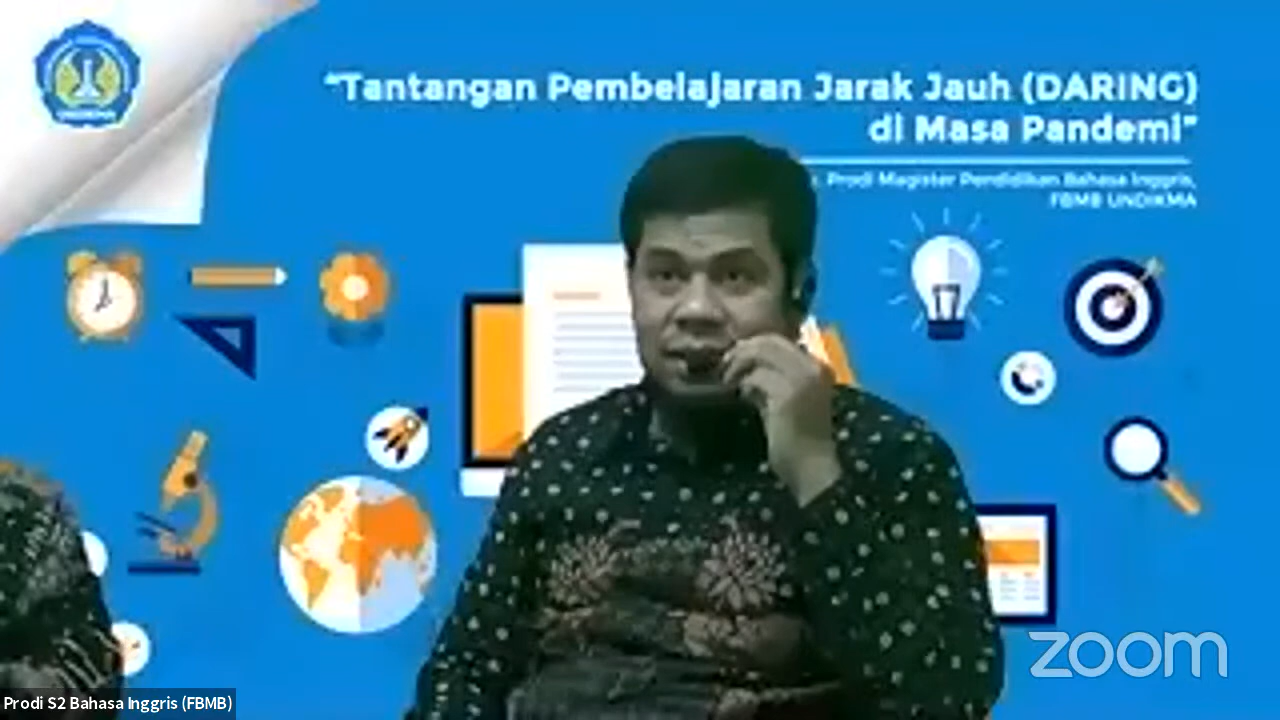 "Tantangan Pembelajaran Jarak Jauh (DARING)
di Masa Pandemi"
Prodi Magister Pendidikan Bahasa Inggris,
FBMB UNDIKMA
UNDIKMA
zoom
Prodi S2 Bahasa Inggris (FBMB)